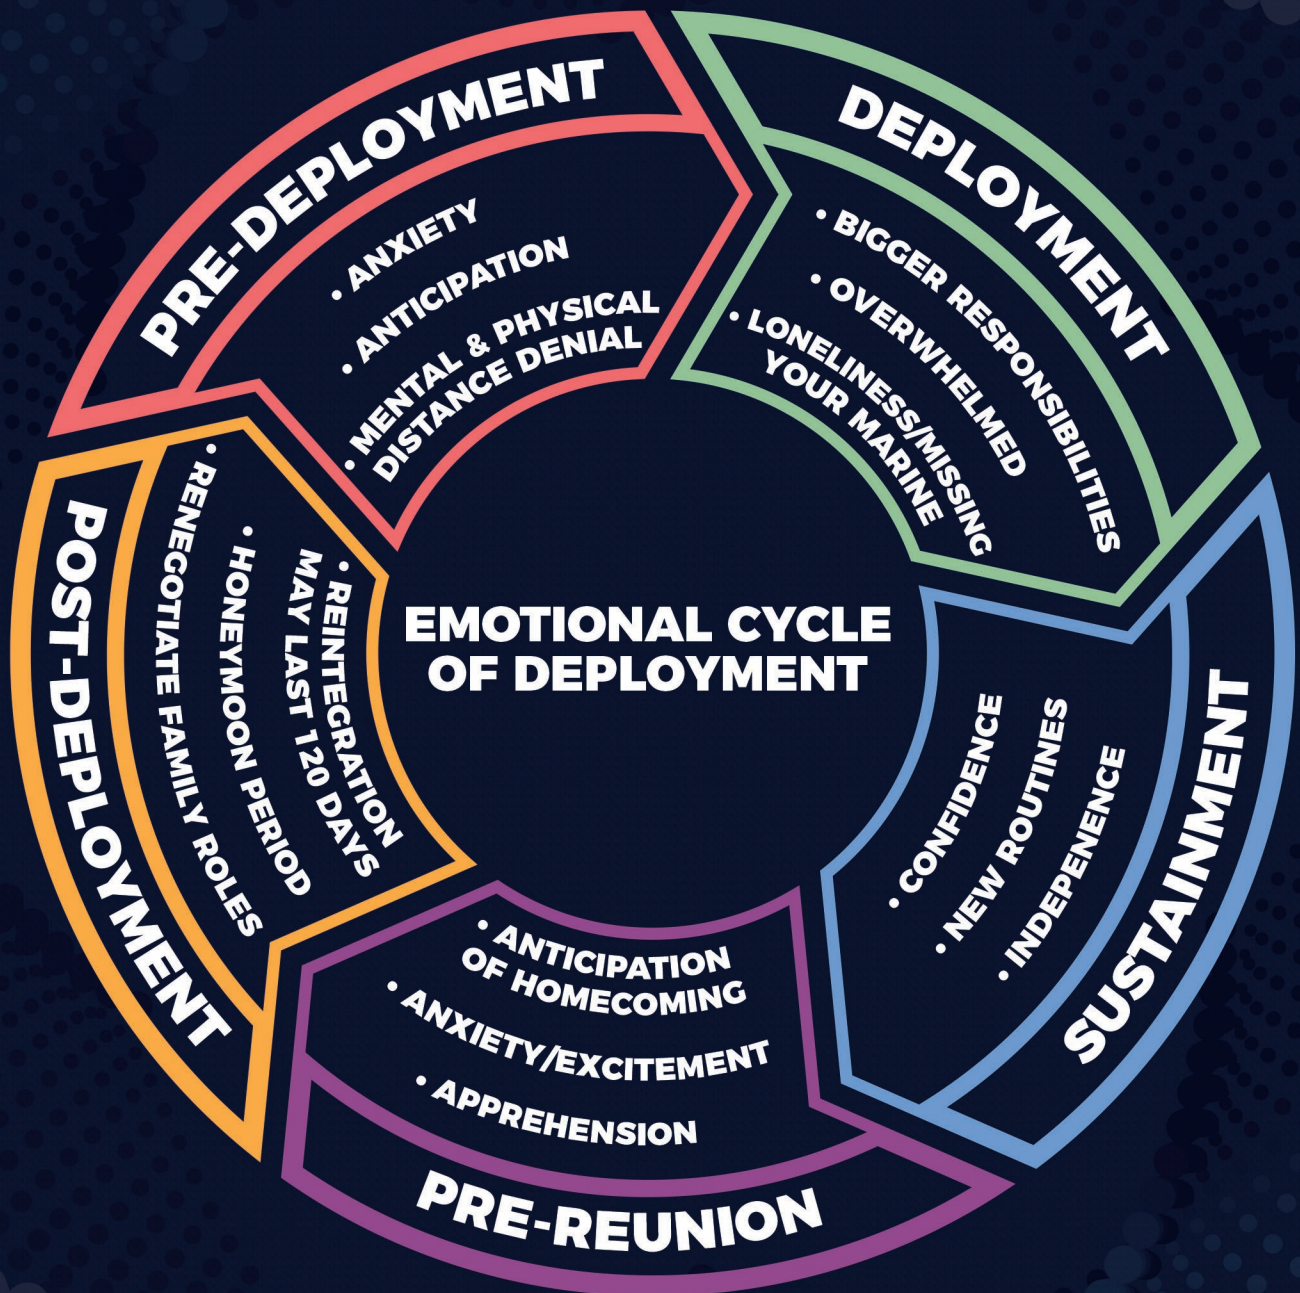 EMOTIONAL CYCLE
OF DEPLOYMENT
PRE-DEPLOYMENT
• ANXIETY
• ANTICIPATION
• MENTAL & PHYSICAL
DISTANCE DENIAL
DEPLOYMENT
• BIGGER RESPONSIBILITIES
• OVERWHELMED
• LONELINESS/MISSING
YOUR MARINE
SUSTAINMENT
• CONFIDENCE
• NEW ROUTINES
• INDEPENENCE
PRE-REUNION
• ANTICIPATION
OF HOMECOMING
• ANXIETY/EXCITEMENT
• APPREHENSION
POST-DEPLOYMENT
• RENEGOTIATE FAMILY ROLES
• HONEYMOON PERIOD
• REINTEGRATION
MAY LAST 120 DAYS